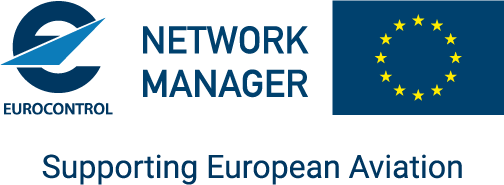 NETWORK
MANAGER
EUROCONTROL
Supporting European Aviation